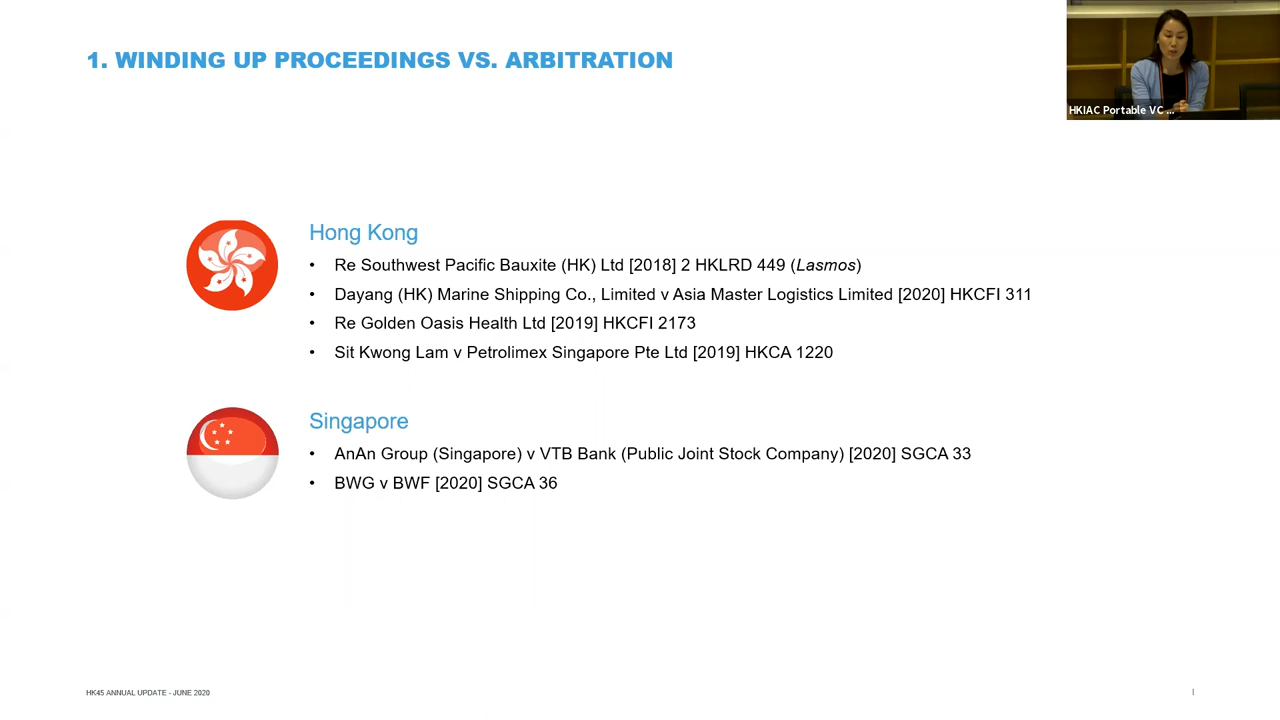 1. WINDING UP PROCEEDINGS VS. ARBITRATION
HKIAC Portable VC ...
Hong Kong
• Re Southwest Pacific Bauxite (HK) Ltd [2018] 2 HKLRD 449 (Lasmos)
• Dayang (HK) Marine Shipping Co., Limited v Asia Master Logistics Limited [2020] HKCFI 311
• Re Golden Oasis Health Ltd [2019] HKCFI 2173
• Sit Kwong Lam v Petrolimex Singapore Pte Ltd [2019] HKCA 1220
Singapore
• AnAn Group (Singapore) v VTB Bank (Public Joint Stock Company) [2020] SGCA 33
• BWG v BWF [2020] SGCA 36
HK45 ANNUAL UPDATE - JUNE 2020
I